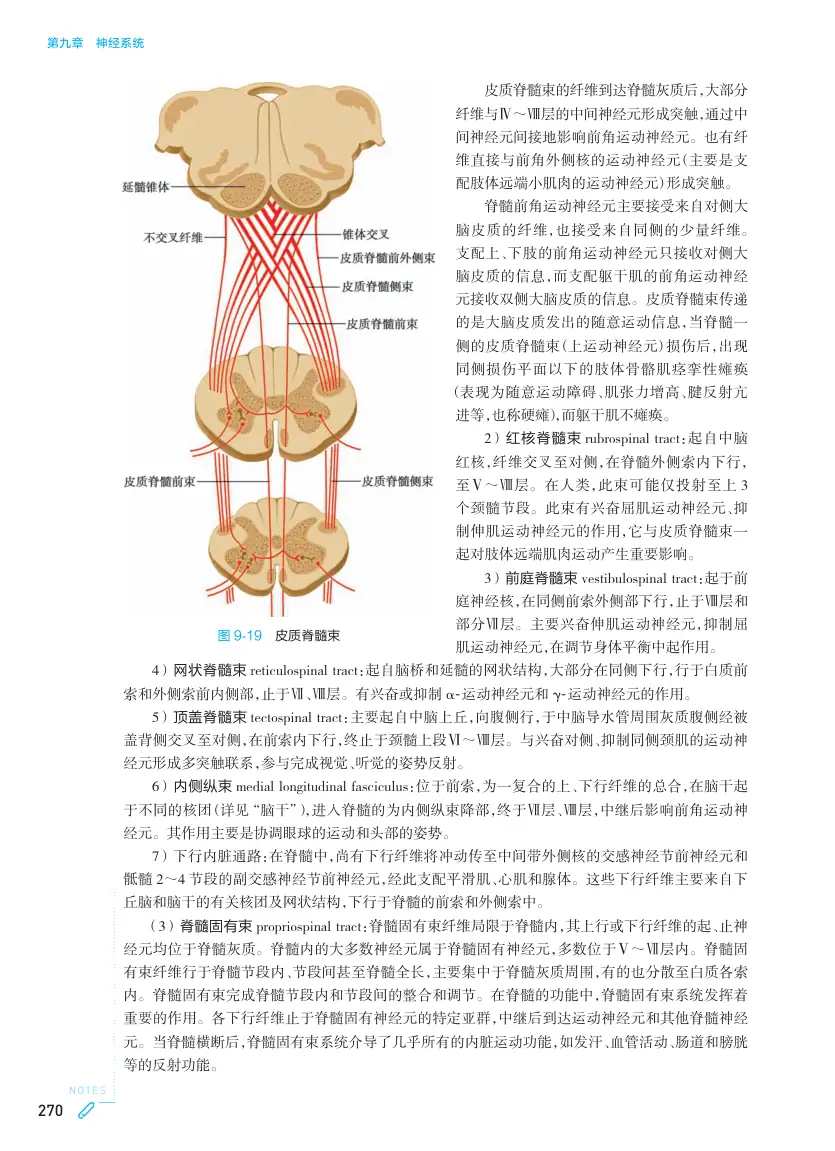 第九章 神经系统
延髓锥体
不交叉纤维
锥体交叉
皮质脊髓前外侧束
皮质脊髓侧束
皮质脊髓前束
皮质脊髓前束
皮质脊髓侧束
图 9-19 皮质脊髓束
皮质脊髓束的纤维到达脊髓灰质后,大部分
纤维与Ⅳ～Ⅷ层的中间神经元形成突触,通过中
间神经元间接地影响前角运动神经元。也有纤
维直接与前角外侧核的运动神经元(主要是支
配肢体远端小肌肉的运动神经元)形成突触。
脊髓前角运动神经元主要接受来自对侧大
脑皮质的纤维,也接受来自同侧的少量纤维。
支配上、下肢的前角运动神经元只接收对侧大
脑皮质的信息,而支配躯干肌的前角运动神经
元接收双侧大脑皮质的信息。皮质脊髓束传递
的是大脑皮质发出的随意运动信息,当脊髓一
侧的皮质脊髓束(上运动神经元)损伤后,出现
同侧损伤平面以下的肢体骨骼肌痉挛性瘫痪
(表现为随意运动障碍、肌张力增高、腱反射亢
进等,也称硬瘫),而躯干肌不瘫痪。
2）红核脊髓束 rubrospinal tract:起自中脑
红核,纤维交叉至对侧,在脊髓外侧索内下行,
至Ⅴ～Ⅷ层。在人类,此束可能仅投射至上 3
个颈髓节段。此束有兴奋屈肌运动神经元、抑
制伸肌运动神经元的作用,它与皮质脊髓束一
起对肢体远端肌肉运动产生重要影响。
3）前庭脊髓束 vestibulospinal tract:起于前
庭神经核,在同侧前索外侧部下行,止于Ⅷ层和
部分Ⅶ层。主要兴奋伸肌运动神经元,抑制屈
肌运动神经元,在调节身体平衡中起作用。
4）网状脊髓束 reticulospinal tract:起自脑桥和延髓的网状结构,大部分在同侧下行,行于白质前
索和外侧索前内侧部,止于Ⅶ、Ⅷ层。有兴奋或抑制 α-运动神经元和 γ-运动神经元的作用。
5）顶盖脊髓束 tectospinal tract:主要起自中脑上丘,向腹侧行,于中脑导水管周围灰质腹侧经被
盖背侧交叉至对侧,在前索内下行,终止于颈髓上段Ⅵ～Ⅷ层。与兴奋对侧、抑制同侧颈肌的运动神
经元形成多突触联系,参与完成视觉、听觉的姿势反射。
6）内侧纵束 medial longitudinal fasciculus:位于前索,为一复合的上、下行纤维的总合,在脑干起
于不同的核团(详见“脑干”),进入脊髓的为内侧纵束降部,终于Ⅶ层、Ⅷ层,中继后影响前角运动神
经元。其作用主要是协调眼球的运动和头部的姿势。
7）下行内脏通路:在脊髓中,尚有下行纤维将冲动传至中间带外侧核的交感神经节前神经元和
骶髓 2～4 节段的副交感神经节前神经元,经此支配平滑肌、心肌和腺体。这些下行纤维主要来自下
丘脑和脑干的有关核团及网状结构,下行于脊髓的前索和外侧索中。
（3）脊髓固有束 propriospinal tract:脊髓固有束纤维局限于脊髓内,其上行或下行纤维的起、止神
经元均位于脊髓灰质。脊髓内的大多数神经元属于脊髓固有神经元,多数位于Ⅴ～Ⅶ层内。脊髓固
有束纤维行于脊髓节段内、节段间甚至脊髓全长,主要集中于脊髓灰质周围,有的也分散至白质各索
内。脊髓固有束完成脊髓节段内和节段间的整合和调节。在脊髓的功能中,脊髓固有束系统发挥着
重要的作用。各下行纤维止于脊髓固有神经元的特定亚群,中继后到达运动神经元和其他脊髓神经
元。当脊髓横断后,脊髓固有束系统介导了几乎所有的内脏运动功能,如发汗、血管活动、肠道和膀胱
等的反射功能。
NOTES
270